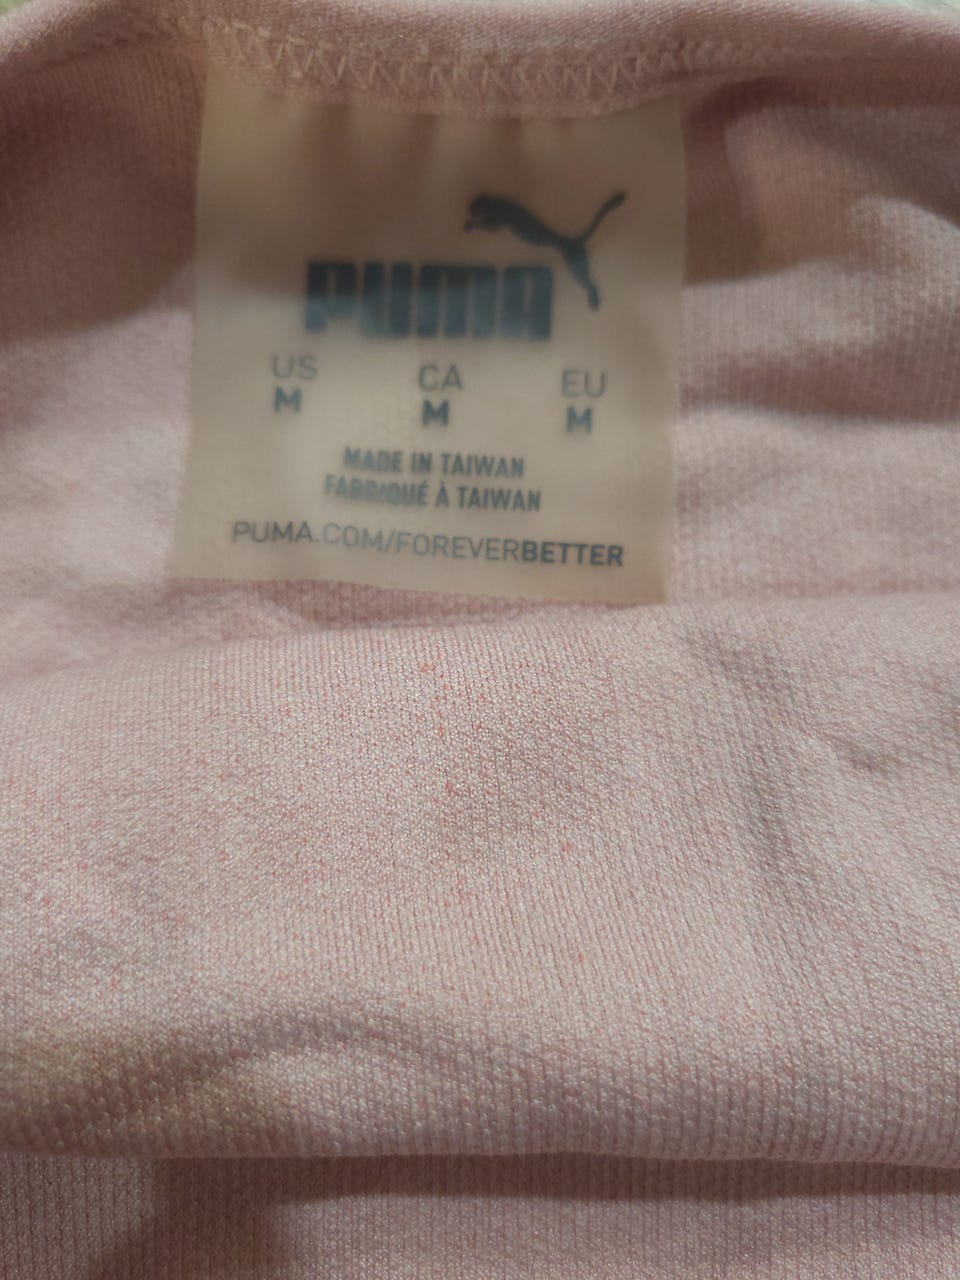 PUMA
US CA EU
M M M
MADE IN TAIWAN
FABRIQUÉ À TAIWAN
PUMA.COM/FOREVERBETTER